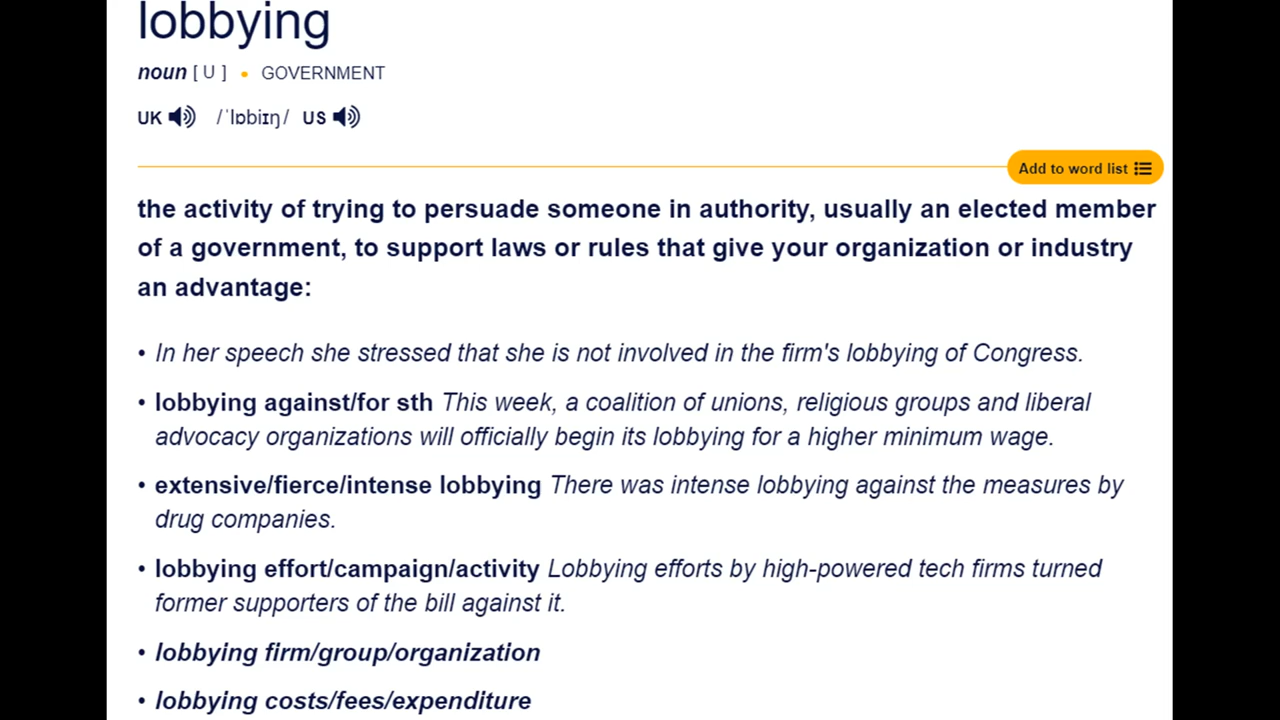 lobbying
noun [ U ] • GOVERNMENT
UK /ˈlɒbiɪŋ/ US
Add to word list
the activity of trying to persuade someone in authority, usually an elected member
of a government, to support laws or rules that give your organization or industry
an advantage:
• In her speech she stressed that she is not involved in the firm's lobbying of Congress.
• lobbying against/for sth This week, a coalition of unions, religious groups and liberal
advocacy organizations will officially begin its lobbying for a higher minimum wage.
• extensive/fierce/intense lobbying There was intense lobbying against the measures by
drug companies.
• lobbying effort/campaign/activity Lobbying efforts by high-powered tech firms turned
former supporters of the bill against it.
• lobbying firm/group/organization
• lobbying costs/fees/expenditure